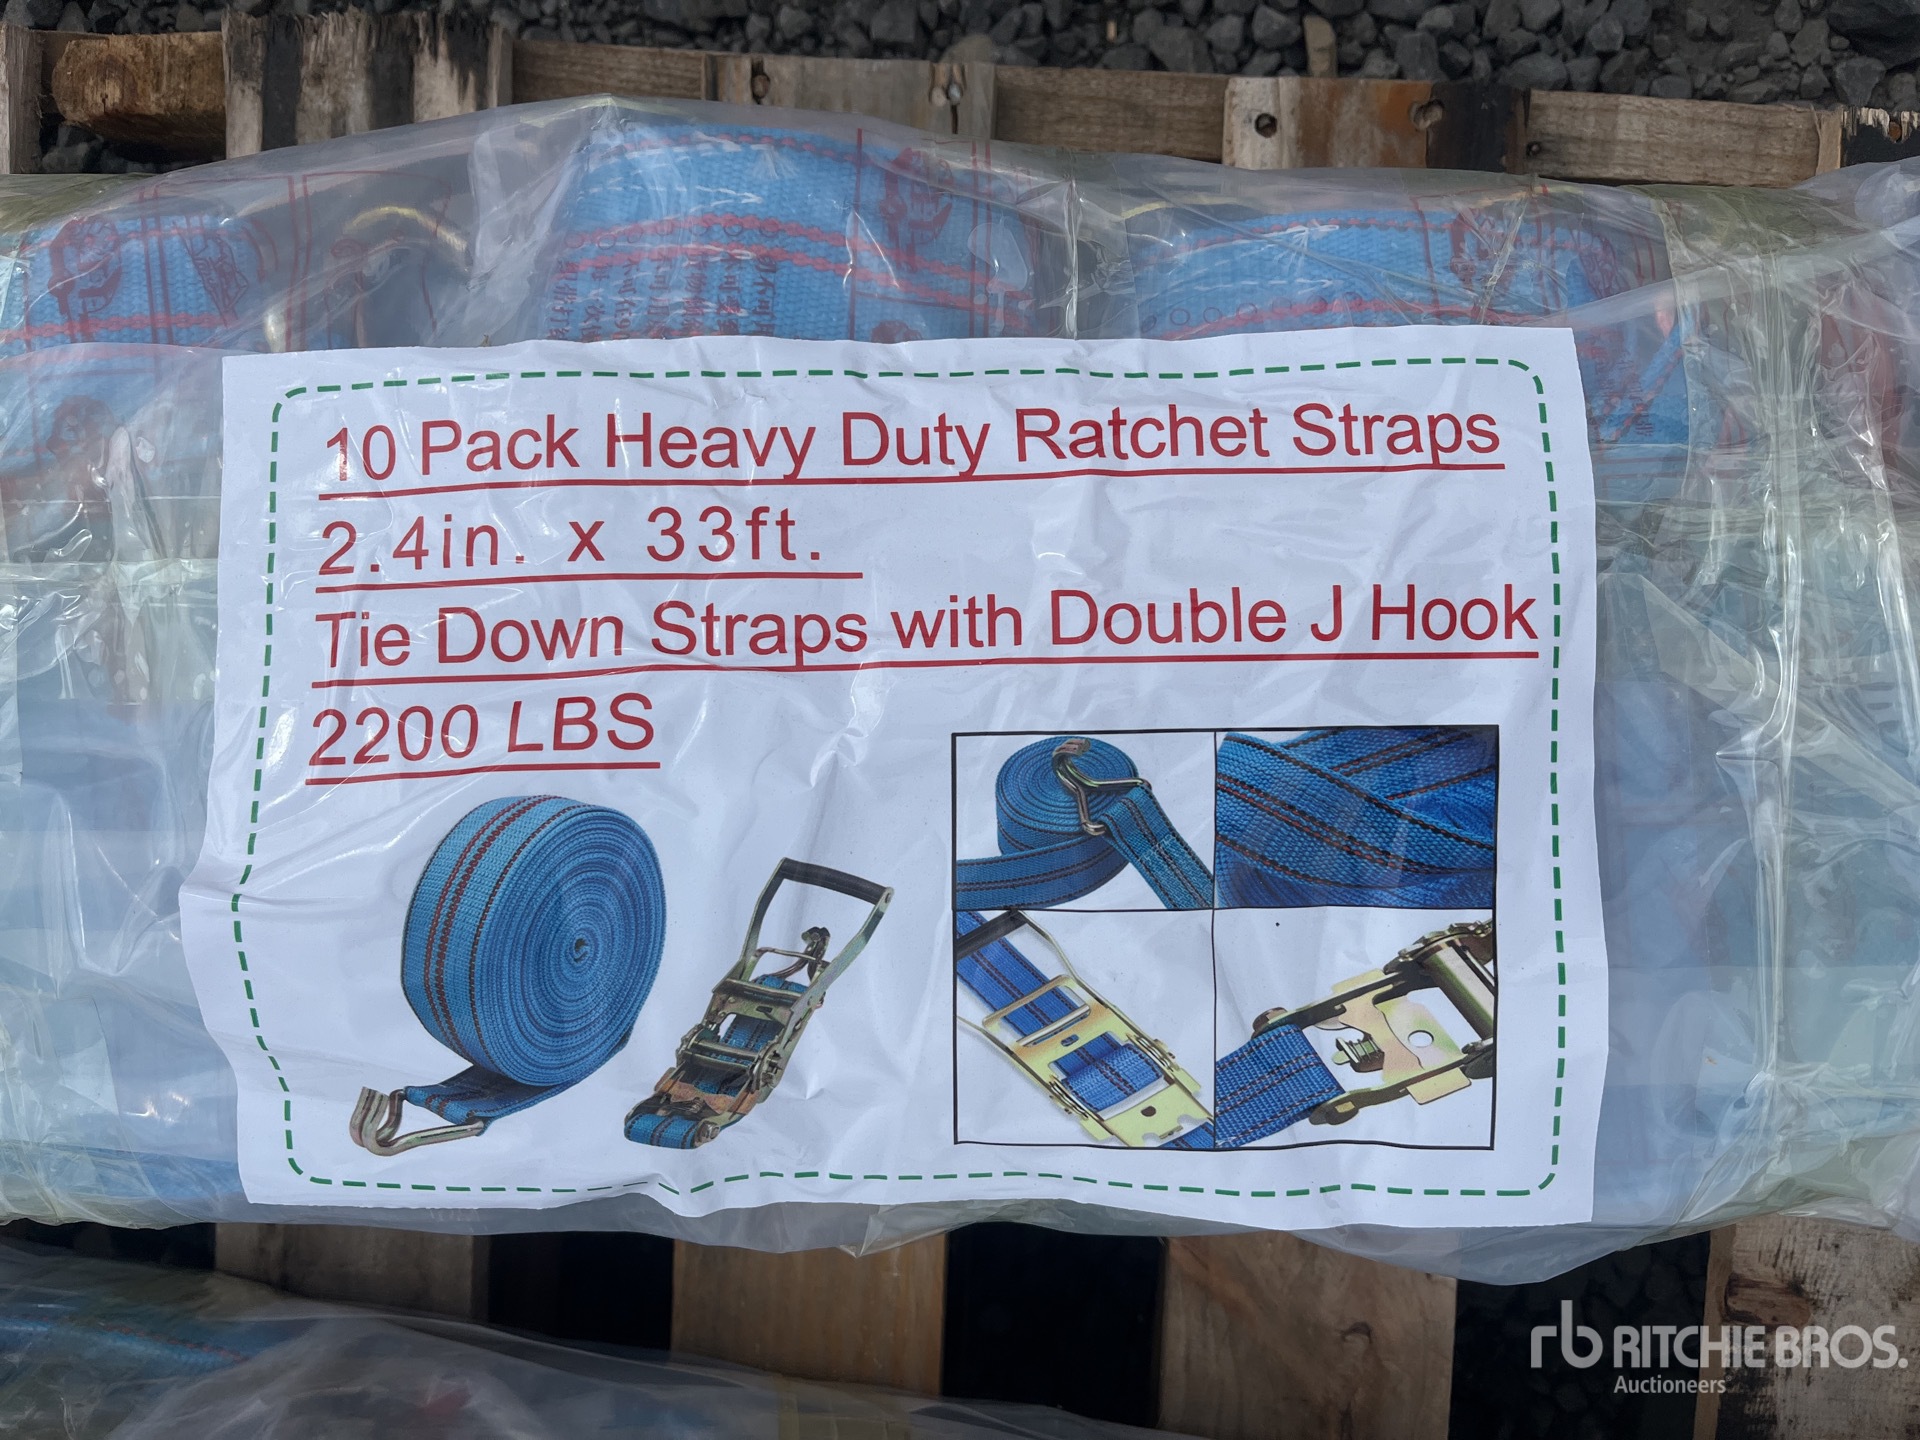 10 Pack Heavy Duty Ratchet Straps
2.4in. x 33ft.
Tie Down Straps with Double J Hook
2200 LBS
rb RITCHIE BROS.
Auctioneers